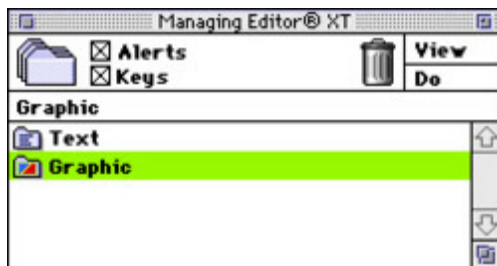 Managing Editor® XT
Alerts View
Keys Do
Graphic
Text
Graphic